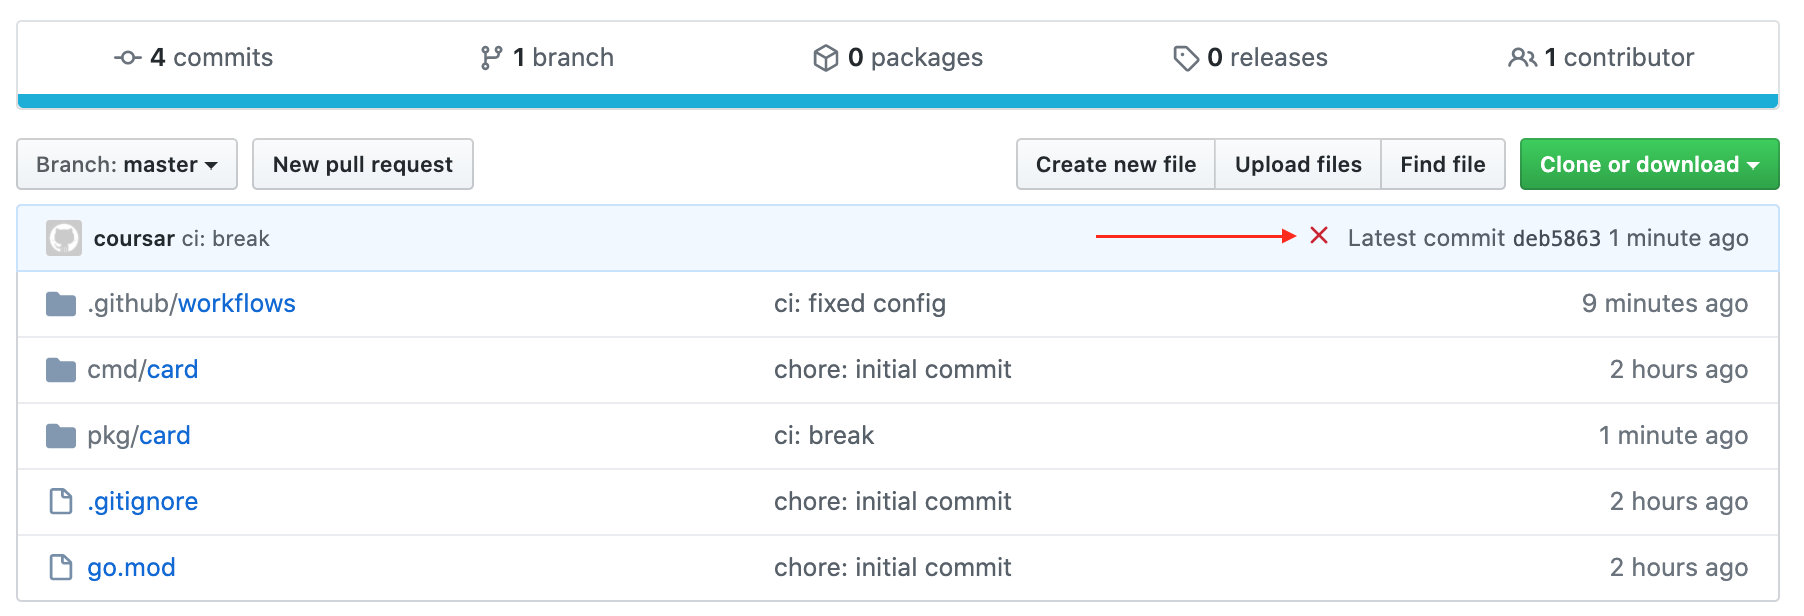 4 commits 1 branch 0 packages 0 releases 1 contributor
Branch: master New pull request Create new file Upload files Find file Clone or download
coursar ci: break Latest commit deb5863 1 minute ago
.github/workflows ci: fixed config 9 minutes ago
cmd/card chore: initial commit 2 hours ago
pkg/card ci: break 1 minute ago
.gitignore chore: initial commit 2 hours ago
go.mod chore: initial commit 2 hours ago